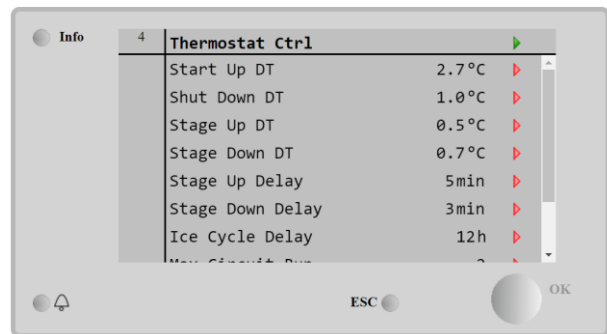 Info
4 Thermostat Ctrl
Start Up DT 2.7°C
Shut Down DT 1.0°C
Stage Up DT 0.5°C
Stage Down DT 0.7°C
Stage Up Delay 5min
Stage Down Delay 3min
Ice Cycle Delay 12h
ESC
OK